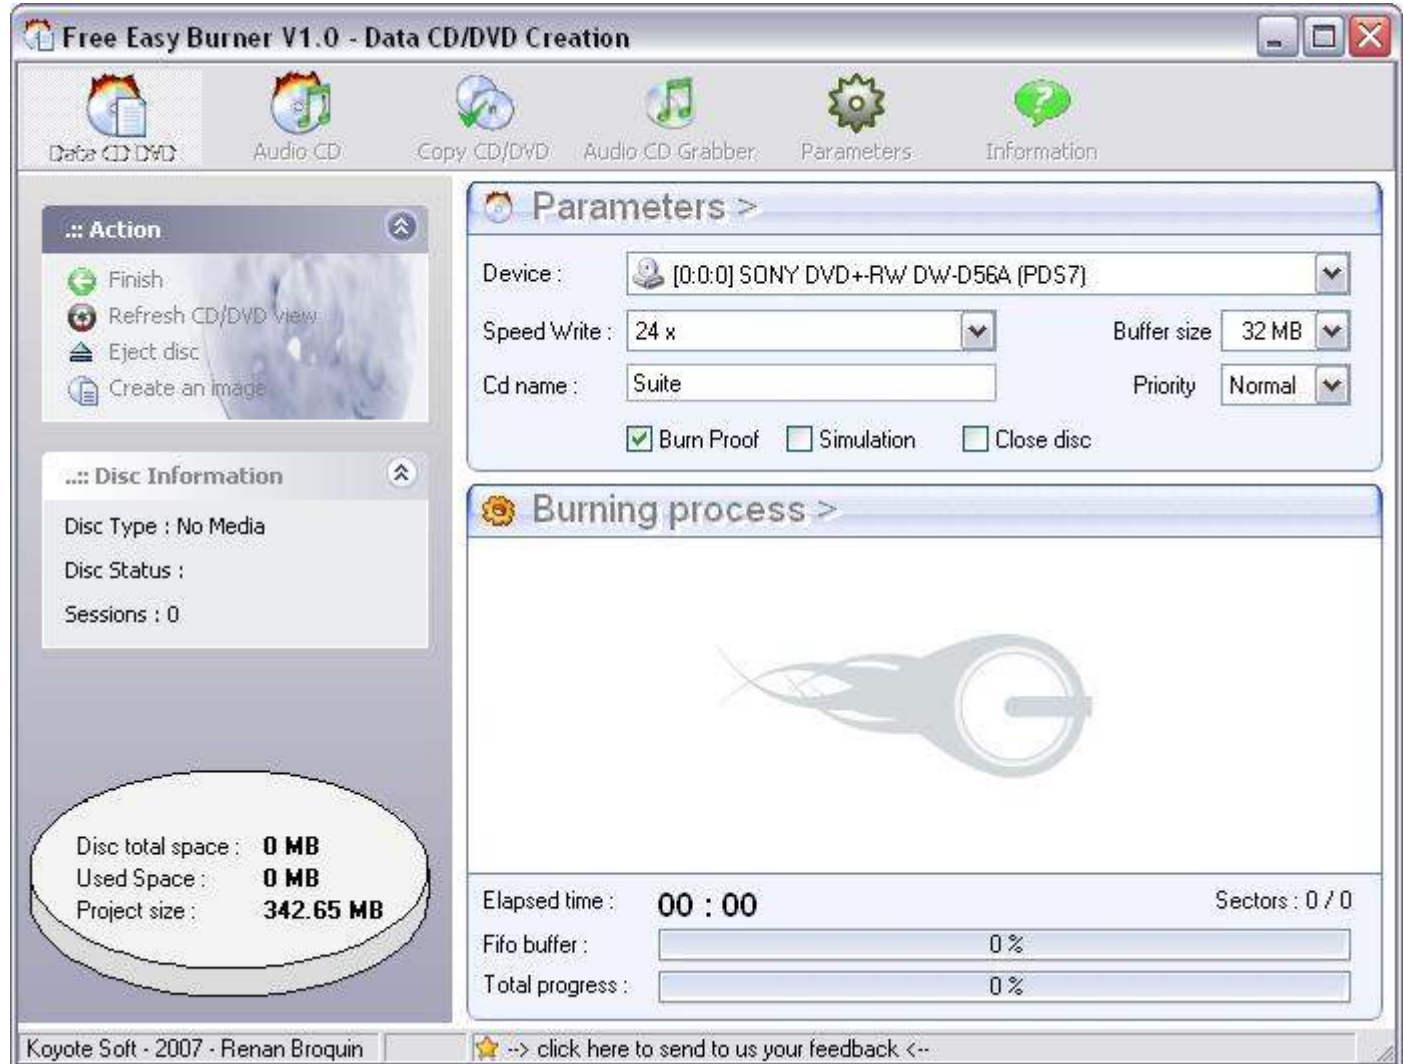 Free Easy Burner V1.0 - Data CD/DVD Creation
Data CD DVD
Audio CD
Copy CD/DVD
Audio CD Grabber
Parameters
Information
.:: Action
Finish
Refresh CD/DVD view
Eject disc
Create an image
..:: Disc Information
Disc Type : No Media
Disc Status :
Sessions : 0
Disc total space : 0 MB
Used Space : 0 MB
Project size : 342.65 MB
Parameters >
Device : [0:0:0] SONY DVD+-RW DW-D56A (PDS7)
Speed Write : 24 x Buffer size 32 MB
Cd name : Suite Priority Normal
Burn Proof Simulation Close disc
Burning process >
Elapsed time : 00 : 00 Sectors : 0 / 0
Fifo buffer : 0 %
Total progress : 0 %
Koyote Soft - 2007 - Renan Broquin
--> click here to send to us your feedback <--